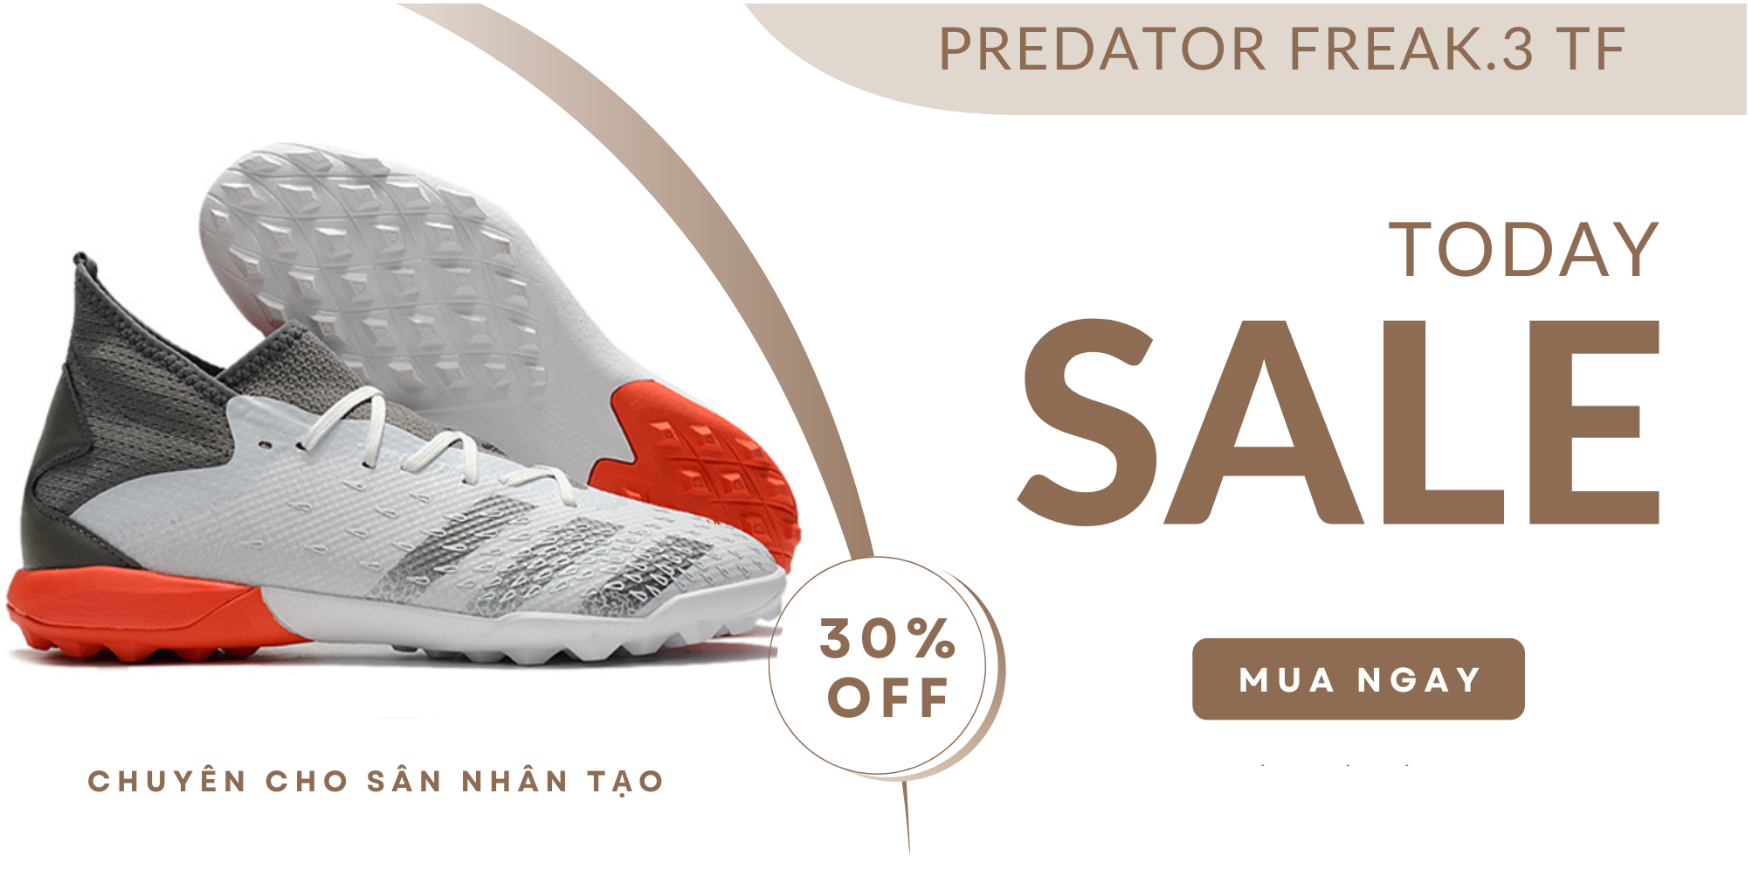 PREDATOR FREAK.3 TF
TODAY
SALE
30%
OFF
MUA NGAY
CHUYÊN CHO SÂN NHÂN TẠO